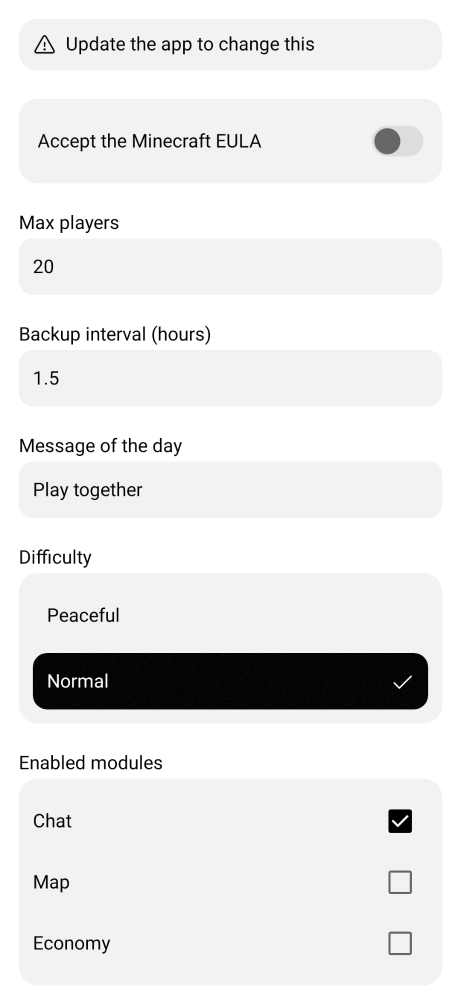 Update the app to change this
Accept the Minecraft EULA
Max players
20
Backup interval (hours)
1.5
Message of the day
Play together
Difficulty
Peaceful
Normal
Enabled modules
Chat
Map
Economy